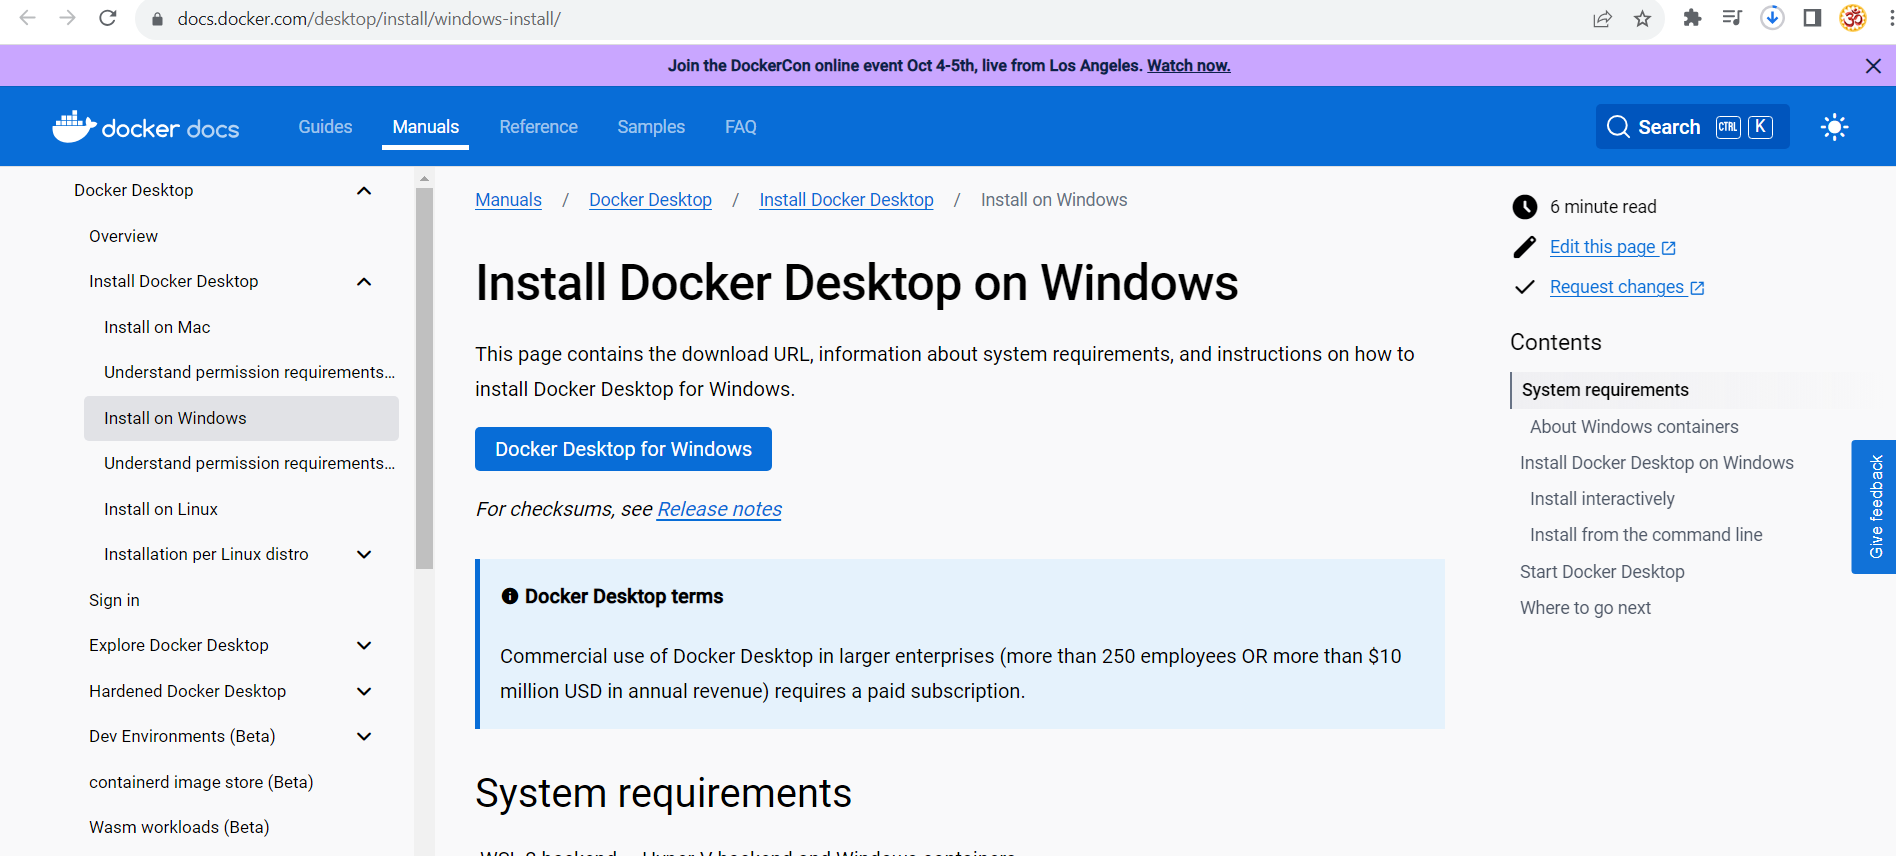 docs.docker.com/desktop/install/windows-install/
Join the DockerCon online event Oct 4-5th, live from Los Angeles. Watch now.
docker docs
Guides
Manuals
Reference
Samples
FAQ
Search
CTRL
K
Docker Desktop
Overview
Install Docker Desktop
Install on Mac
Understand permission requirements...
Install on Windows
Understand permission requirements...
Install on Linux
Installation per Linux distro
Sign in
Explore Docker Desktop
Hardened Docker Desktop
Dev Environments (Beta)
containerd image store (Beta)
Wasm workloads (Beta)
Manuals / Docker Desktop / Install Docker Desktop / Install on Windows
Install Docker Desktop on Windows
This page contains the download URL, information about system requirements, and instructions on how to
install Docker Desktop for Windows.
Docker Desktop for Windows
For checksums, see Release notes
Docker Desktop terms
Commercial use of Docker Desktop in larger enterprises (more than 250 employees OR more than $10
million USD in annual revenue) requires a paid subscription.
System requirements
WSL 2 backend Hyper-V backend and Windows containers
6 minute read
Edit this page
Request changes
Contents
System requirements
About Windows containers
Install Docker Desktop on Windows
Install interactively
Install from the command line
Start Docker Desktop
Where to go next
Give feedback